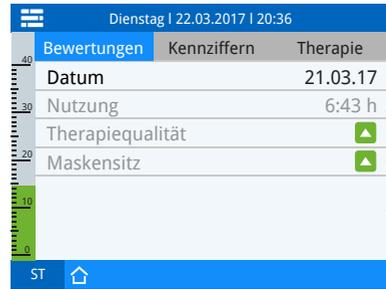 Dienstag I 22.03.2017 I 20:36
Bewertungen Kennziffern Therapie
Datum 21.03.17
Nutzung 6:43 h
Therapiequalität
Maskensitz
40
30
20
10
0
ST